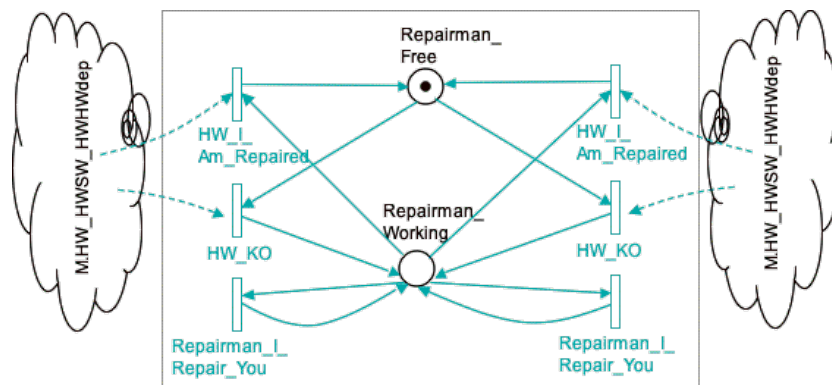 Repairman_
Free
M.HW_HWSW_HWHWdep
HW_I_
Am_Repaired
HW_I_
Am_Repaired
M.HW_HWSW_HWHWdep
Repairman_
Working
HW_KO
HW_KO
Repairman_I_
Repair_You
Repairman_I_
Repair_You